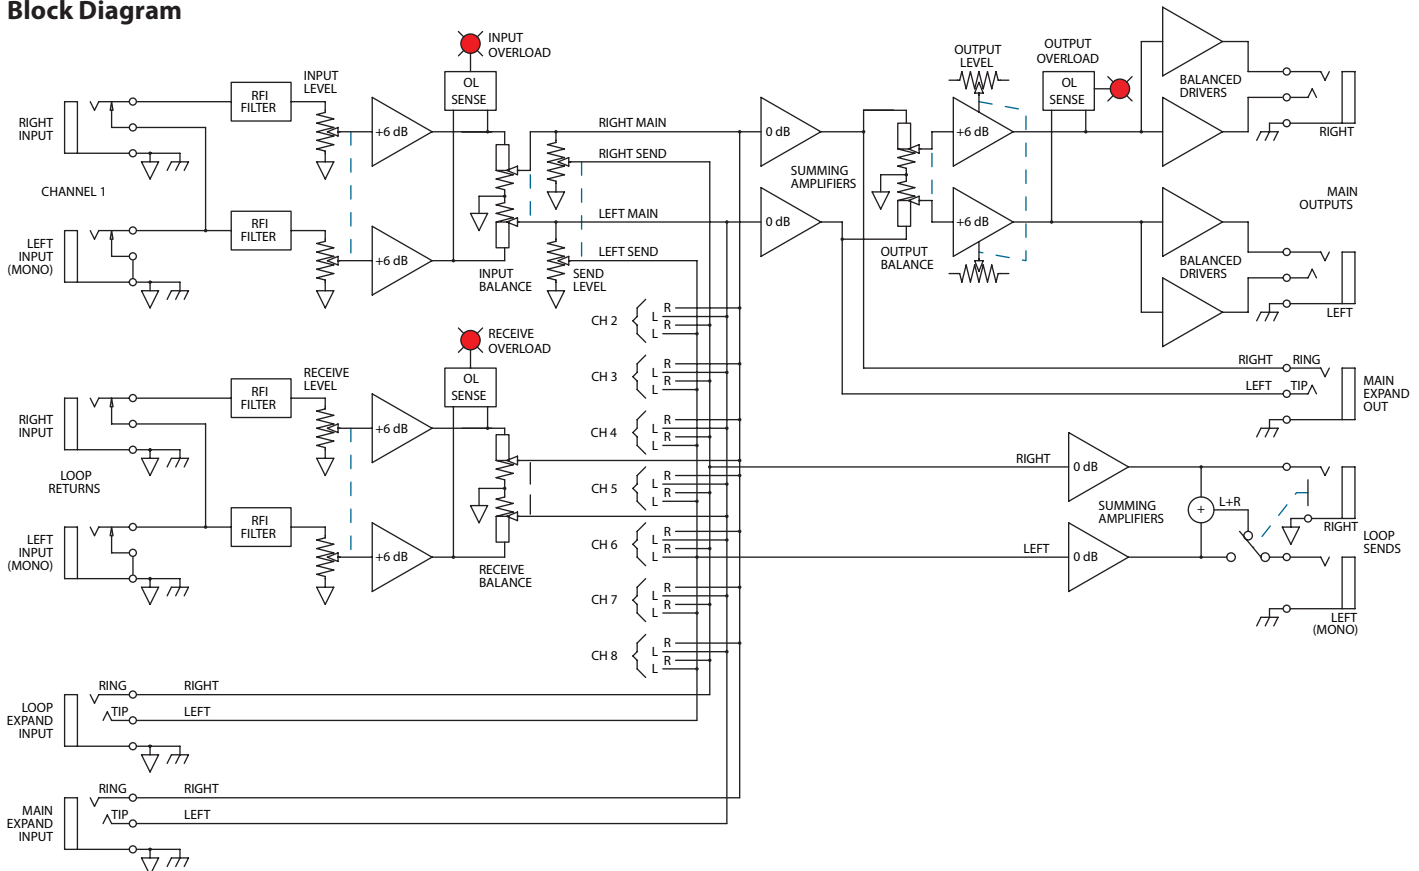 Block Diagram
INPUT
OVERLOAD
OL
SENSE
INPUT
LEVEL
RFI
FILTER
RIGHT
INPUT
+6 dB
CHANNEL 1
LEFT
INPUT
(MONO)
RFI
FILTER
+6 dB
INPUT
BALANCE
RIGHT MAIN
RIGHT SEND
LEFT MAIN
LEFT SEND
SEND
LEVEL
0 dB
SUMMING
AMPLIFIERS
0 dB
OUTPUT
BALANCE
OUTPUT
LEVEL
+6 dB
+6 dB
OUTPUT
OVERLOAD
OL
SENSE
BALANCED
DRIVERS
RIGHT
MAIN
OUTPUTS
BALANCED
DRIVERS
LEFT
CH 2
R
L
R
L
CH 3
R
L
R
L
CH 4
R
L
R
L
CH 5
R
L
R
L
CH 6
R
L
R
L
CH 7
R
L
R
L
CH 8
R
L
R
L
RECEIVE
OVERLOAD
OL
SENSE
RECEIVE
LEVEL
RFI
FILTER
RIGHT
INPUT
+6 dB
LOOP
RETURNS
LEFT
INPUT
(MONO)
RFI
FILTER
+6 dB
RECEIVE
BALANCE
RIGHT
RING
LEFT
TIP
MAIN
EXPAND
OUT
RIGHT
0 dB
SUMMING
AMPLIFIERS
LEFT
0 dB
+
L+R
RIGHT
LOOP
SENDS
LEFT
(MONO)
RING
RIGHT
TIP
LEFT
LOOP
EXPAND
INPUT
RING
RIGHT
TIP
LEFT
MAIN
EXPAND
INPUT